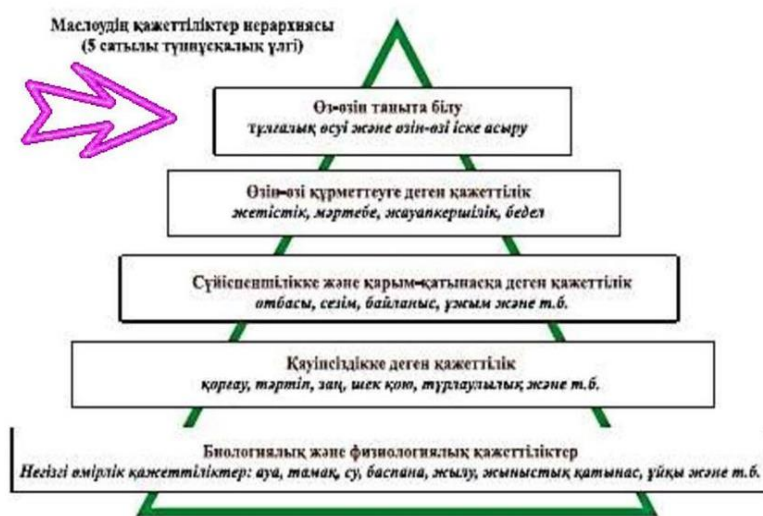 Маслоудің қажеттіліктер иерархиясы
(5 сатылы түпнұсқалық үлгі)
Өз-өзін таныта білу
тұлғалық өсуі және өзін-өзі іске асыру
Өзін-өзі құрметтеуге деген қажеттілік
жетістік, мәртебе, жауапкершілік, бедел
Сүйіспеншілікке және қарым-қатынасқа деген қажеттілік
отбасы, сезім, байланыс, ұжым және т.б.
Қауіпсіздікке деген қажеттілік
қорғау, тәртіп, заң, шек қою, тұрлаулылық және т.б.
Биологиялық және физиологиялық қажеттіліктер
Негізгі өмірлік қажеттіліктер: ауа, тамақ, су, баспана, жылу, жыныстық қатынас, ұйқы және т.б.